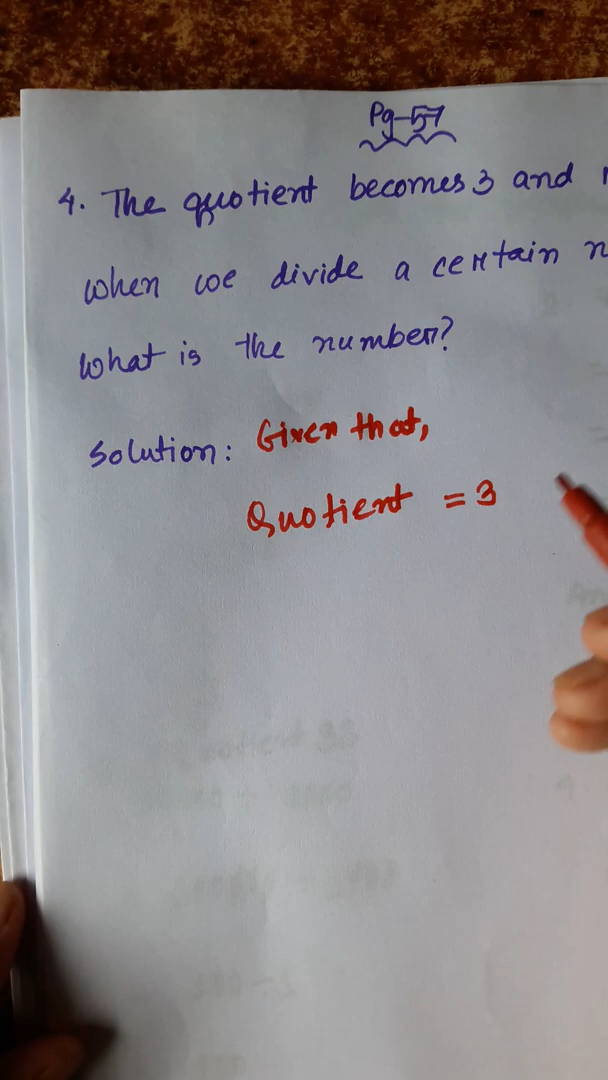 Pg-57
4. The quotient becomes 3 and
when we divide a certain n
What is the number?
Solution: Given that,
Quotient = 3